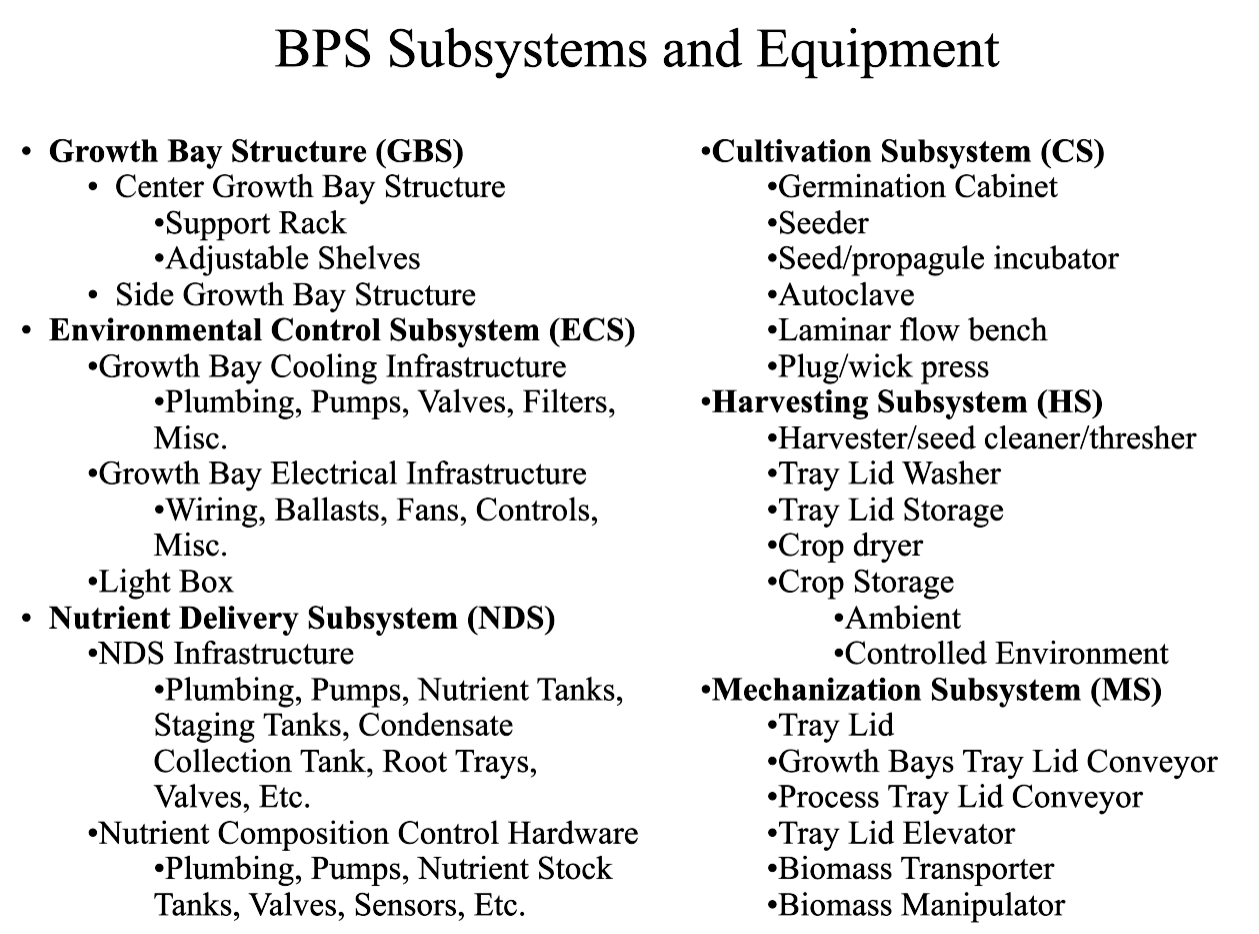 BPS Subsystems and Equipment
• Growth Bay Structure (GBS)
• Center Growth Bay Structure
•Support Rack
•Adjustable Shelves
• Side Growth Bay Structure
• Environmental Control Subsystem (ECS)
•Growth Bay Cooling Infrastructure
•Plumbing, Pumps, Valves, Filters,
Misc.
•Growth Bay Electrical Infrastructure
•Wiring, Ballasts, Fans, Controls,
Misc.
•Light Box
• Nutrient Delivery Subsystem (NDS)
•NDS Infrastructure
•Plumbing, Pumps, Nutrient Tanks,
Staging Tanks, Condensate
Collection Tank, Root Trays,
Valves, Etc.
•Nutrient Composition Control Hardware
•Plumbing, Pumps, Nutrient Stock
Tanks, Valves, Sensors, Etc.
•Cultivation Subsystem (CS)
•Germination Cabinet
•Seeder
•Seed/propagule incubator
•Autoclave
•Laminar flow bench
•Plug/wick press
•Harvesting Subsystem (HS)
•Harvester/seed cleaner/thresher
•Tray Lid Washer
•Tray Lid Storage
•Crop dryer
•Crop Storage
•Ambient
•Controlled Environment
•Mechanization Subsystem (MS)
•Tray Lid
•Growth Bays Tray Lid Conveyor
•Process Tray Lid Conveyor
•Tray Lid Elevator
•Biomass Transporter
•Biomass Manipulator